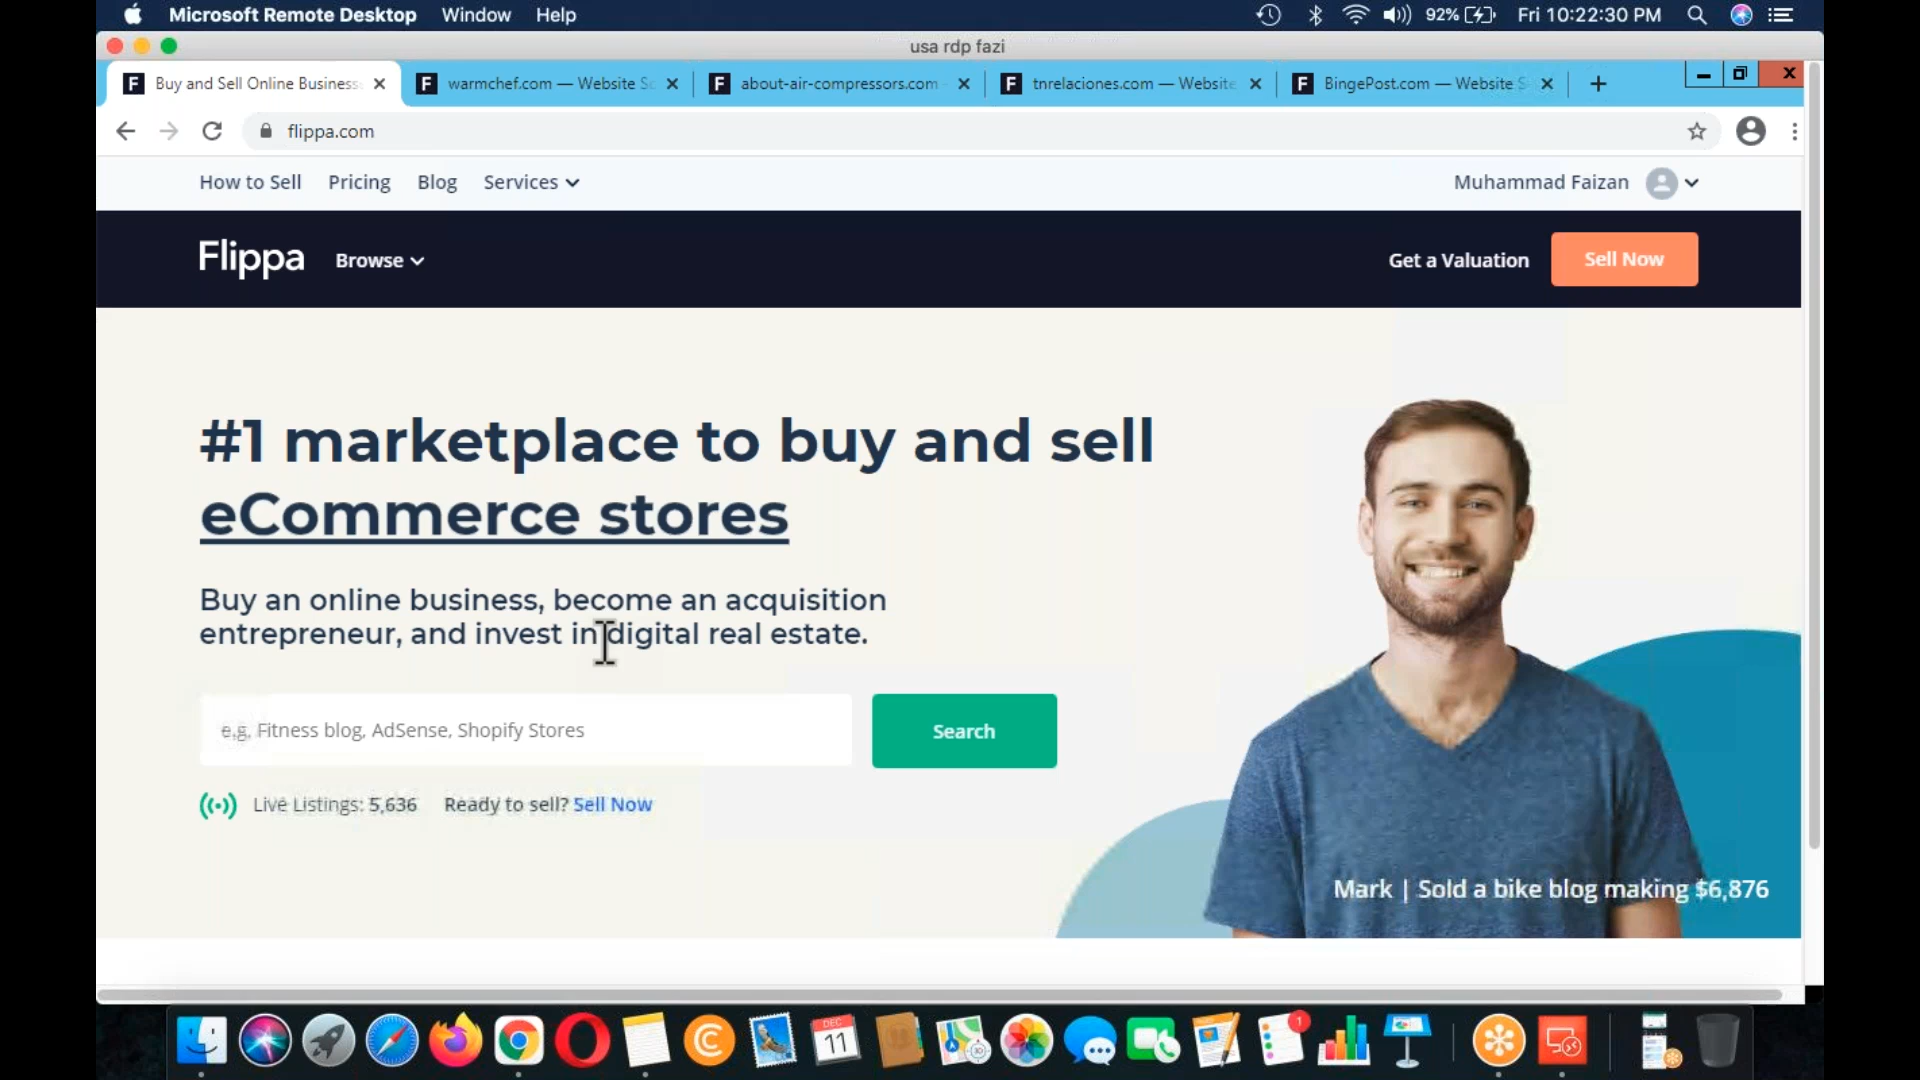 Microsoft Remote Desktop Window Help 92% Fri 10:22:30 PM
usa rdp fazi
Buy and Sell Online Business warmchef.com — Website Sc about-air-compressors.com tnrelaciones.com — Website BingePost.com — Website S
flippa.com
How to Sell Pricing Blog Services Muhammad Faizan
Flippa Browse Get a Valuation Sell Now
#1 marketplace to buy and sell
eCommerce stores
Buy an online business, become an acquisition
entrepreneur, and invest in digital real estate.
e.g. Fitness blog, AdSense, Shopify Stores Search
Live Listings: 5,636 Ready to sell? Sell Now
Mark | Sold a bike blog making $6,876
DEC
11
1